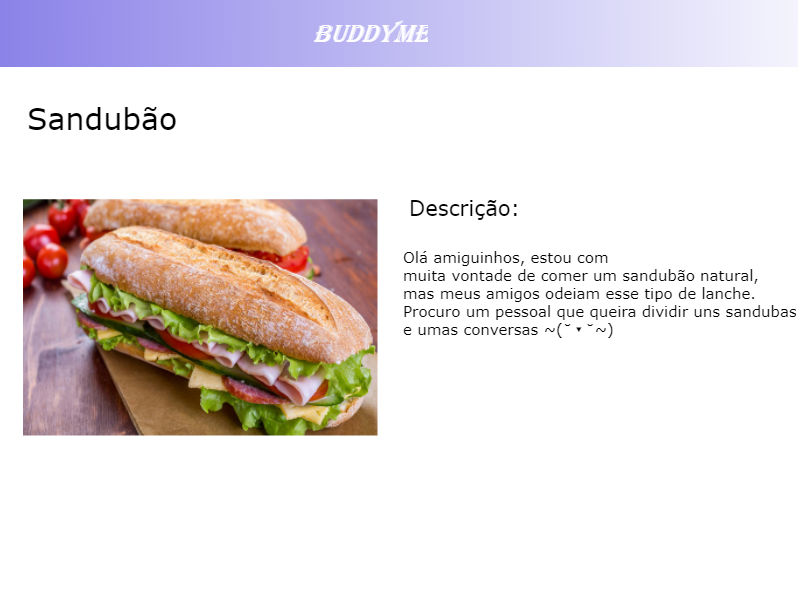 BUDDYME
Sandubão
Descrição:
Olá amiguinhos, estou com
muita vontade de comer um sandubão natural,
mas meus amigos odeiam esse tipo de lanche.
Procuro um pessoal que queira dividir uns sandubas
e umas conversas ~(˘▾˘~)